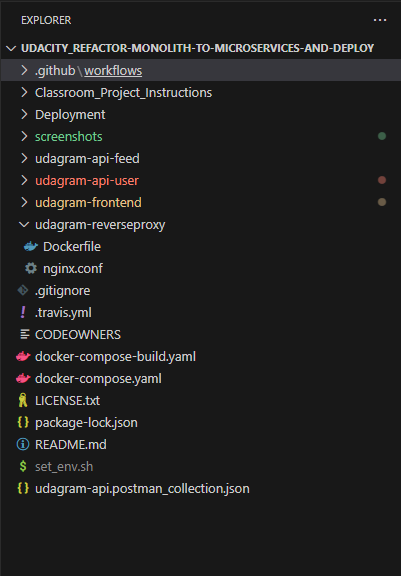 EXPLORER
UDACITY_REFACTOR-MONOLITH-TO-MICROSERVICES-AND-DEPLOY
.github\workflows
Classroom_Project_Instructions
Deployment
screenshots
udagram-api-feed
udagram-api-user
udagram-frontend
udagram-reverseproxy
Dockerfile
nginx.conf
.gitignore
.travis.yml
CODEOWNERS
docker-compose-build.yaml
docker-compose.yaml
LICENSE.txt
package-lock.json
README.md
set_env.sh
udagram-api.postman_collection.json